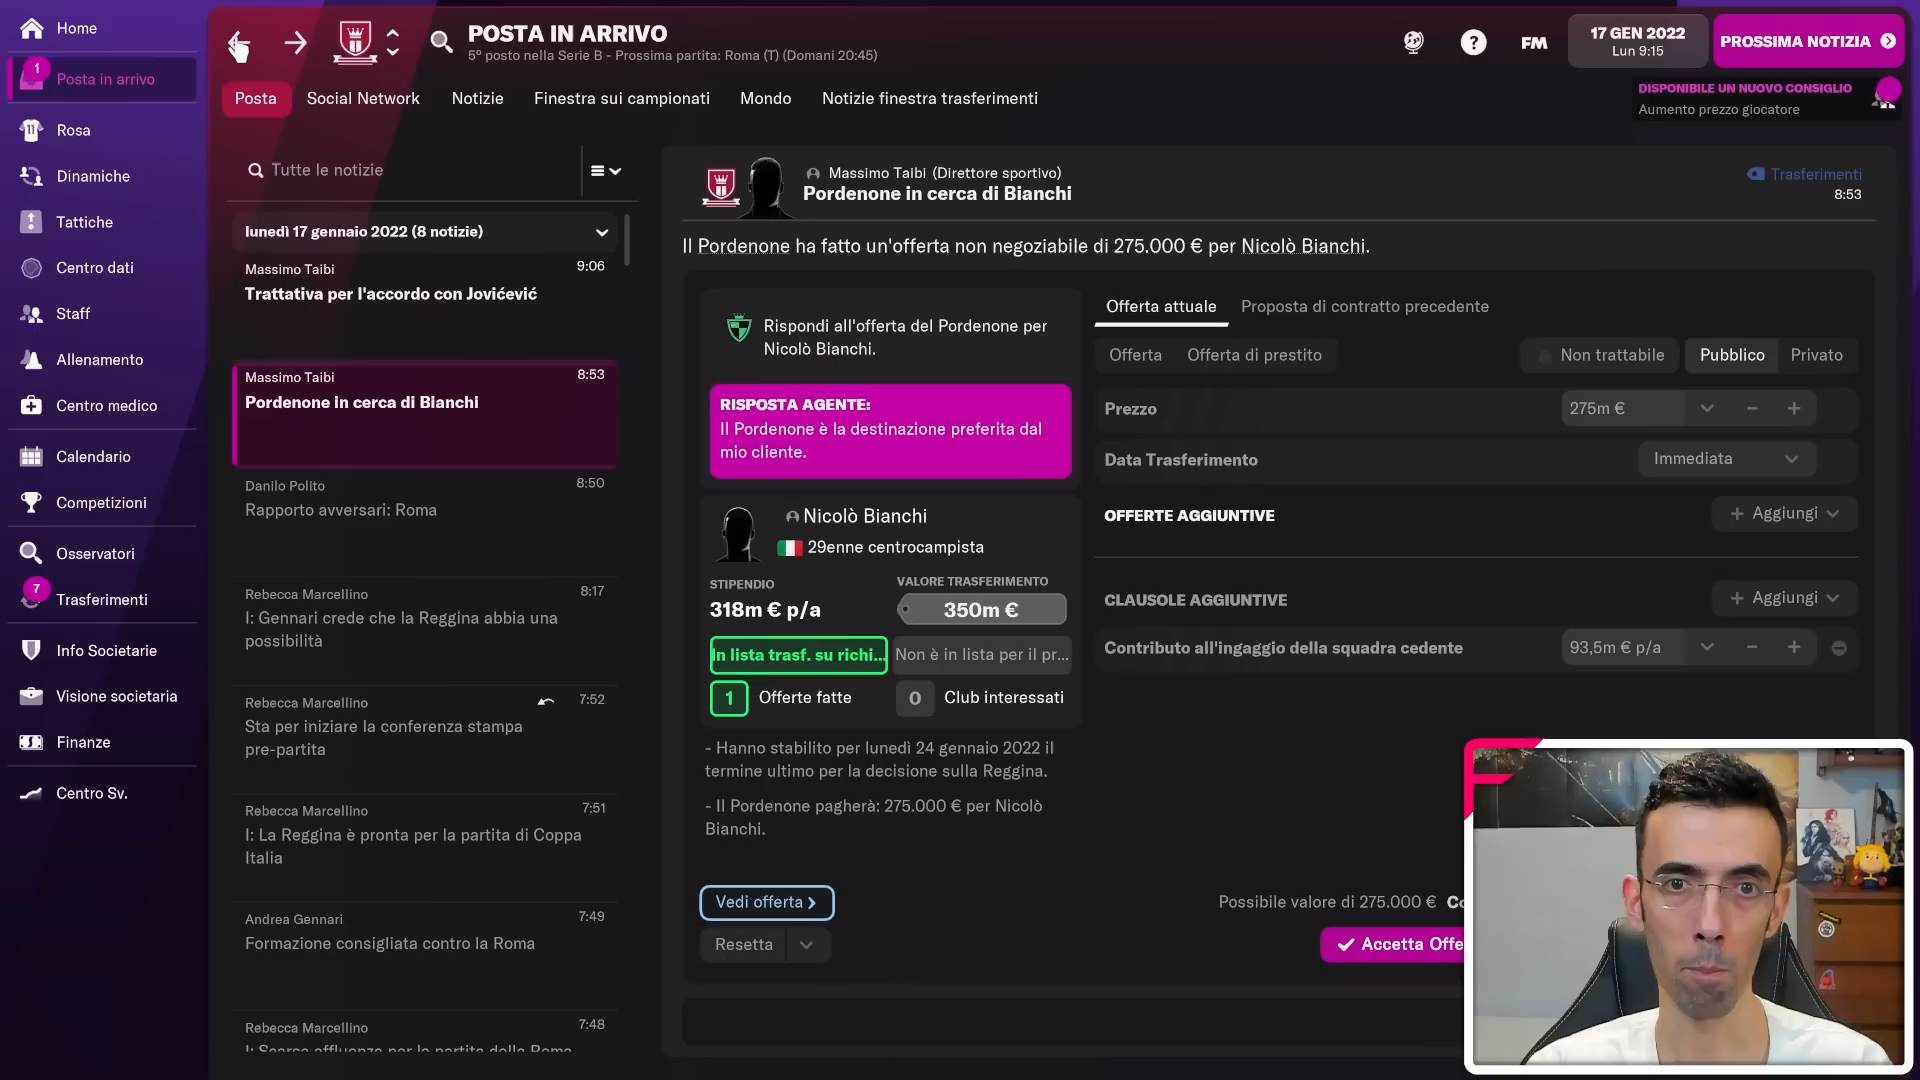 Home
1
Posta in arrivo
Rosa
Dinamiche
Tattiche
Centro dati
Staff
Allenamento
Centro medico
Calendario
Competizioni
Osservatori
7
Trasferimenti
Info Societarie
Visione societaria
Finanze
Centro Sv.
POSTA IN ARRIVO
5° posto nella Serie B - Prossima partita: Roma (T) (Domani 20:45)
?
FM
17 GEN 2022
Lun 9:15
PROSSIMA NOTIZIA
Posta
Social Network
Notizie
Finestra sui campionati
Mondo
Notizie finestra trasferimenti
DISPONIBILE UN NUOVO CONSIGLIO
Aumento prezzo giocatore
Tutte le notizie
lunedì 17 gennaio 2022 (8 notizie)
Massimo Taibi 9:06
Trattativa per l'accordo con Jovićević
Massimo Taibi 8:53
Pordenone in cerca di Bianchi
Danilo Polito 8:50
Rapporto avversari: Roma
Rebecca Marcellino 8:17
I: Gennari crede che la Reggina abbia una
possibilità
Rebecca Marcellino 7:52
Sta per iniziare la conferenza stampa
pre-partita
Rebecca Marcellino 7:51
I: La Reggina è pronta per la partita di Coppa
Italia
Andrea Gennari 7:49
Formazione consigliata contro la Roma
Rebecca Marcellino 7:48
I: Scarsa affluenza per la partita della Roma
Massimo Taibi (Direttore sportivo)
Pordenone in cerca di Bianchi
Trasferimenti
8:53
Il Pordenone ha fatto un'offerta non negoziabile di 275.000 € per Nicolò Bianchi.
Rispondi all'offerta del Pordenone per
Nicolò Bianchi.
RISPOSTA AGENTE:
Il Pordenone è la destinazione preferita dal
mio cliente.
Nicolò Bianchi
29enne centrocampista
STIPENDIO
318m € p/a
VALORE TRASFERIMENTO
350m €
In lista trasf. su richi...
Non è in lista per il pr...
1 Offerte fatte
0 Club interessati
- Hanno stabilito per lunedì 24 gennaio 2022 il
termine ultimo per la decisione sulla Reggina.
- Il Pordenone pagherà: 275.000 € per Nicolò
Bianchi.
Vedi offerta
Resetta
Offerta attuale
Proposta di contratto precedente
Offerta
Offerta di prestito
Non trattabile
Pubblico
Privato
Prezzo
275m €
Data Trasferimento
Immediata
OFFERTE AGGIUNTIVE
Aggiungi
CLAUSOLE AGGIUNTIVE
Aggiungi
Contributo all'ingaggio della squadra cedente
93,5m € p/a
Possibile valore di 275.000 € Co
Accetta Offe